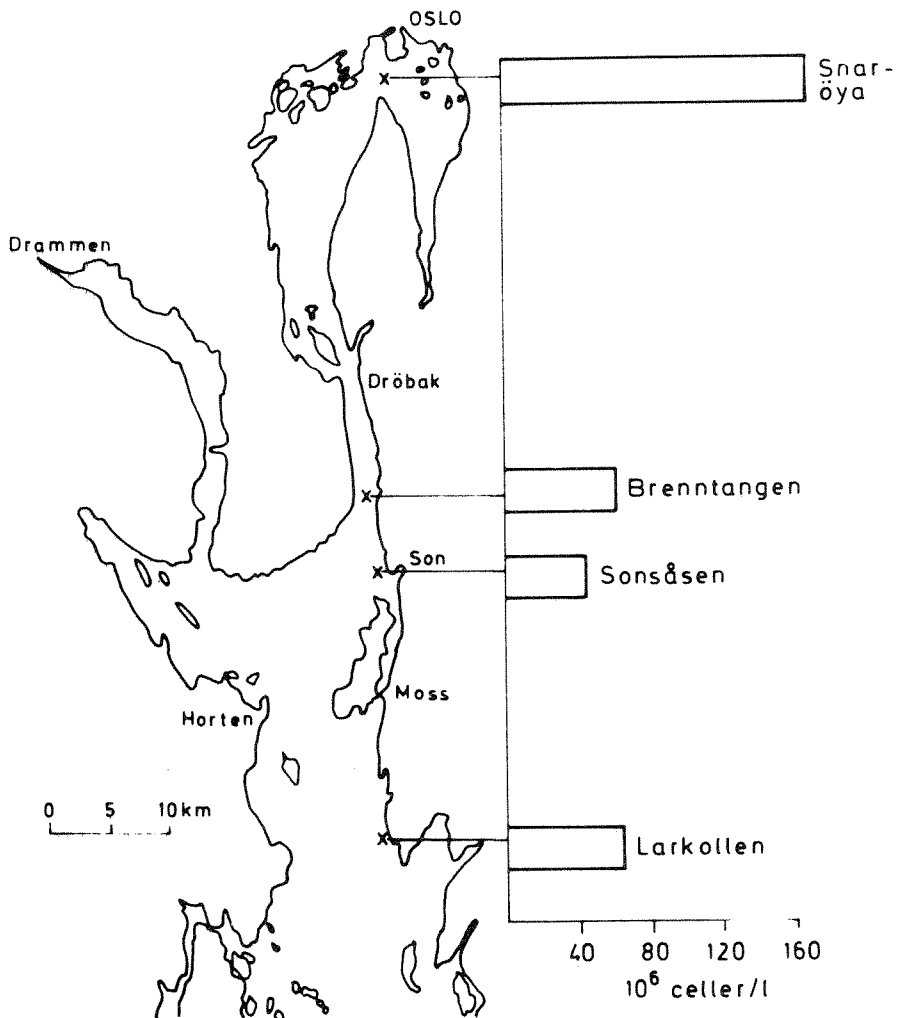 OSLO
Snar-
öya
Drammen
Dröbak
Brenntangen
Son
Sonsåsen
Moss
Horten
0 5 10km
Larkollen
40 80 120 160
10⁶ celler/l